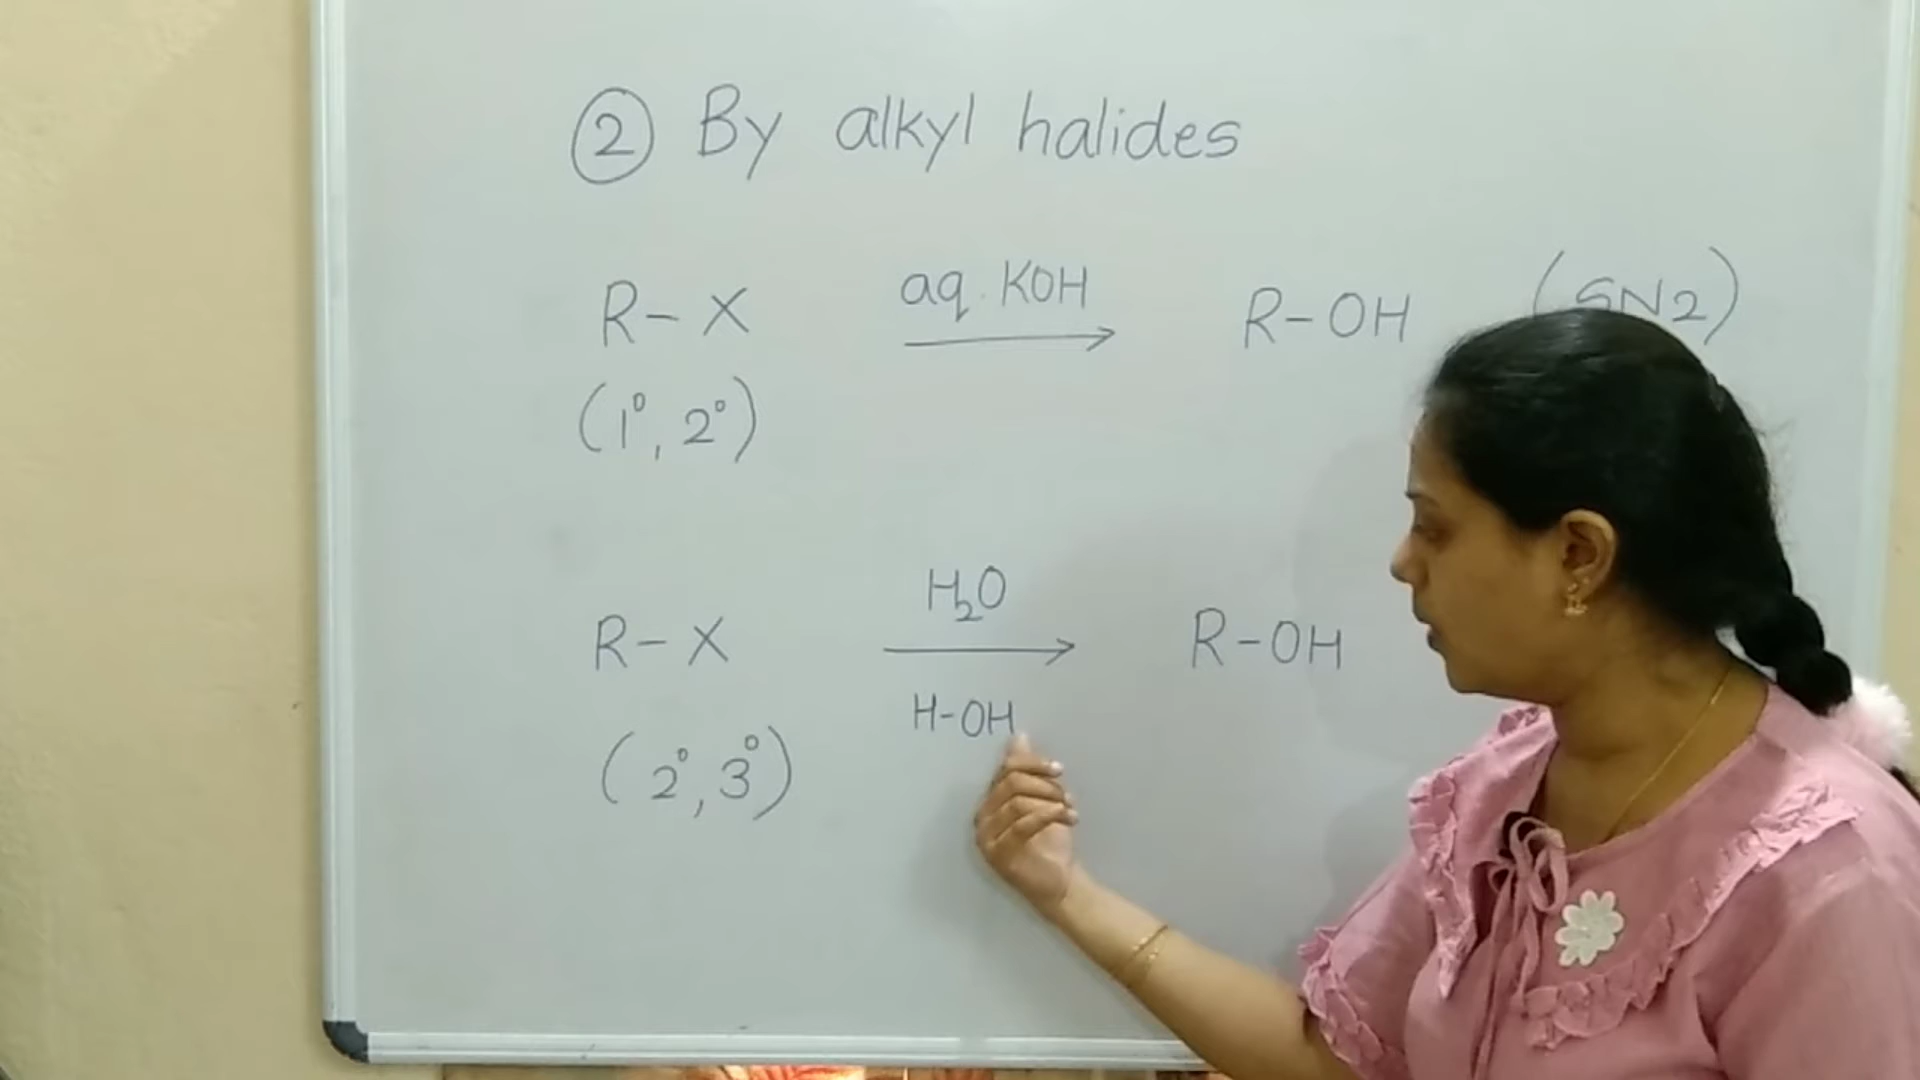 ② By alkyl halides
R-X aq. KOH R-OH (SN2)
(1°, 2°)
H₂O
R-X → R-OH
H-OH
(2°, 3°)